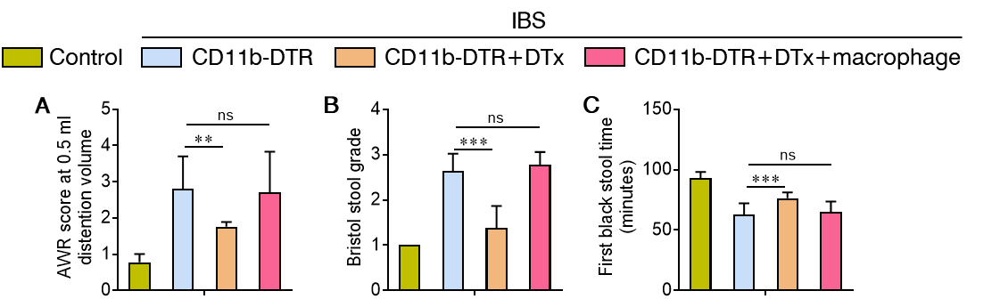 IBS
Control CD11b-DTR CD11b-DTR+DTx CD11b-DTR+DTx+macrophage
A
AWR score at 0.5 ml
distention volume
5
4
3
2
1
0
ns
**
B
Bristol stool grade
4
3
2
1
0
ns
***
C
First black stool time
(minutes)
150
100
50
0
ns
***